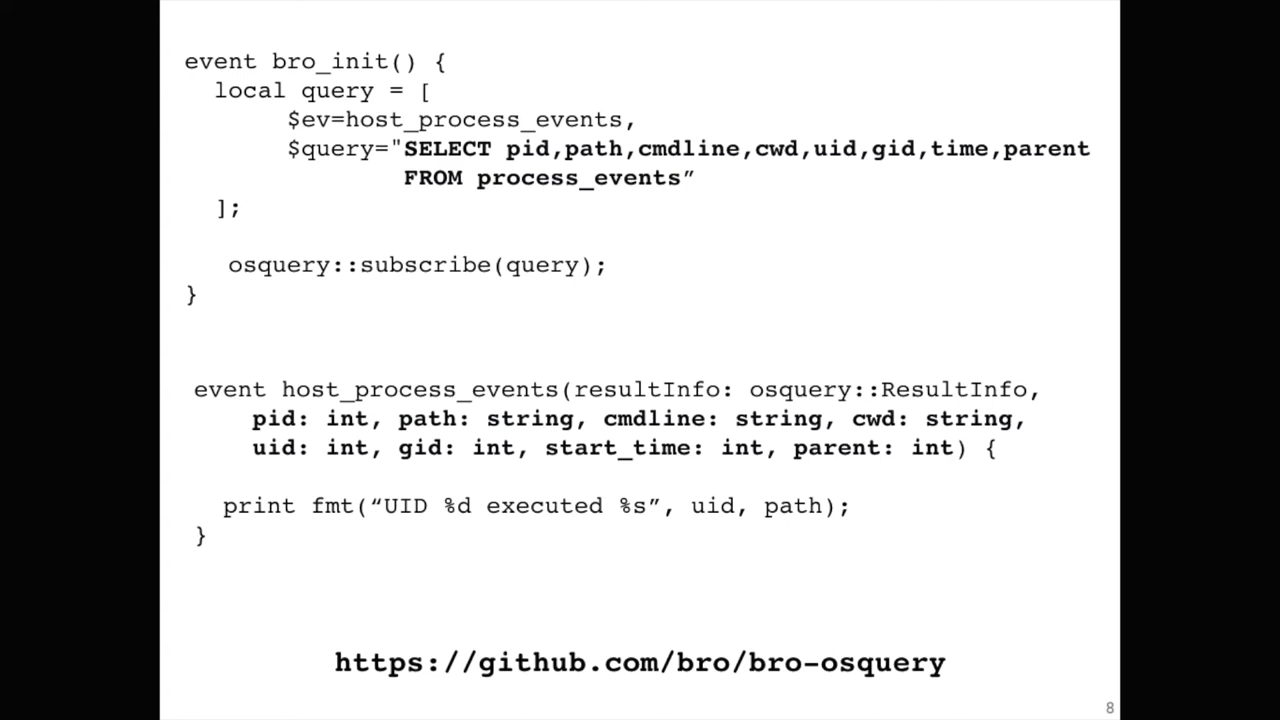 event bro_init() {
local query = [
$ev=host_process_events,
$query="SELECT pid,path,cmdline,cwd,uid,gid,time,parent
FROM process_events”
];
osquery::subscribe(query);
}
event host_process_events(resultInfo: osquery::ResultInfo,
pid: int, path: string, cmdline: string, cwd: string,
uid: int, gid: int, start_time: int, parent: int) {
print fmt(“UID %d executed %s”, uid, path);
}
https://github.com/bro/bro-osquery
8